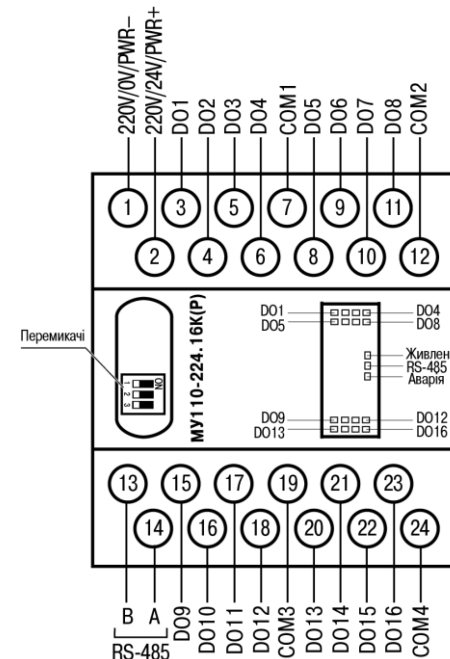 220V/0V/PWR–
220V/24V/PWR+
DO1
DO2
DO3
DO4
COM1
DO5
DO6
DO7
DO8
COM2
1
3
5
7
9
11
2
4
6
8
10
12
Перемикачі
ON
1
2
3
МУ110-224.16К(Р)
DO1
DO4
DO5
DO8
Живлен
RS-485
Аварія
DO9
DO12
DO13
DO16
13
15
17
19
21
23
14
16
18
20
22
24
B
A
RS-485
DO9
DO10
DO11
DO12
COM3
DO13
DO14
DO15
DO16
COM4